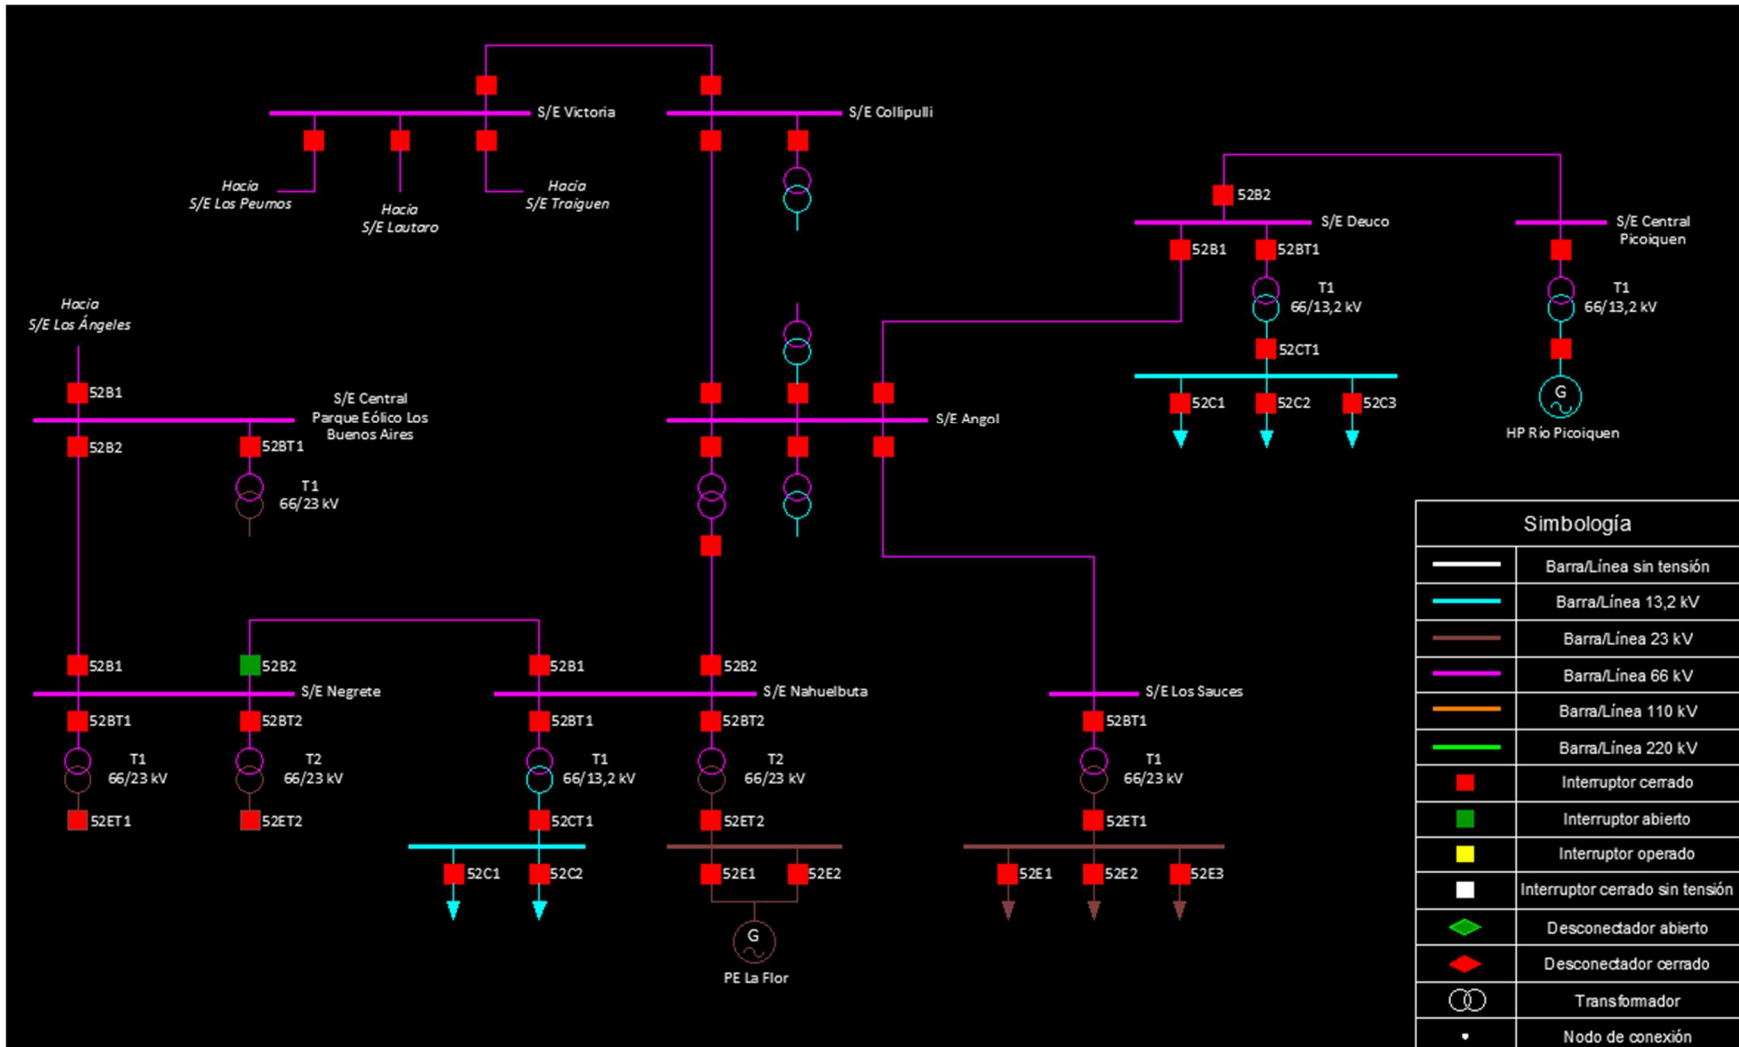 S/E Victoria
S/E Collipulli
Hacia
S/E Los Peumos
Hacia
S/E Lautaro
Hacia
S/E Traiguen
52B2
S/E Deuco
S/E Central
Picoiquen
52B1
52BT1
T1
66/13,2 kV
T1
66/13,2 kV
52CT1
52C1
52C2
52C3
G
HP Río Picoiquen
Hacia
S/E Los Ángeles
52B1
S/E Central
Parque Eólico Los
Buenos Aires
52B2
52BT1
T1
66/23 kV
S/E Angol
52B1
52B2
S/E Negrete
52BT1
52BT2
T1
66/23 kV
T2
66/23 kV
52ET1
52ET2
52B1
52B2
S/E Nahuelbuta
52BT1
52BT2
T1
66/13,2 kV
T2
66/23 kV
52CT1
52ET2
52C1
52C2
52E1
52E2
G
PE La Flor
S/E Los Sauces
52BT1
T1
66/23 kV
52ET1
52E1
52E2
52E3
Simbología
Barra/Línea sin tensión
Barra/Línea 13,2 kV
Barra/Línea 23 kV
Barra/Línea 66 kV
Barra/Línea 110 kV
Barra/Línea 220 kV
Interruptor cerrado
Interruptor abierto
Interruptor operado
Interruptor cerrado sin tensión
Desconectador abierto
Desconectador cerrado
Transformador
Nodo de conexión